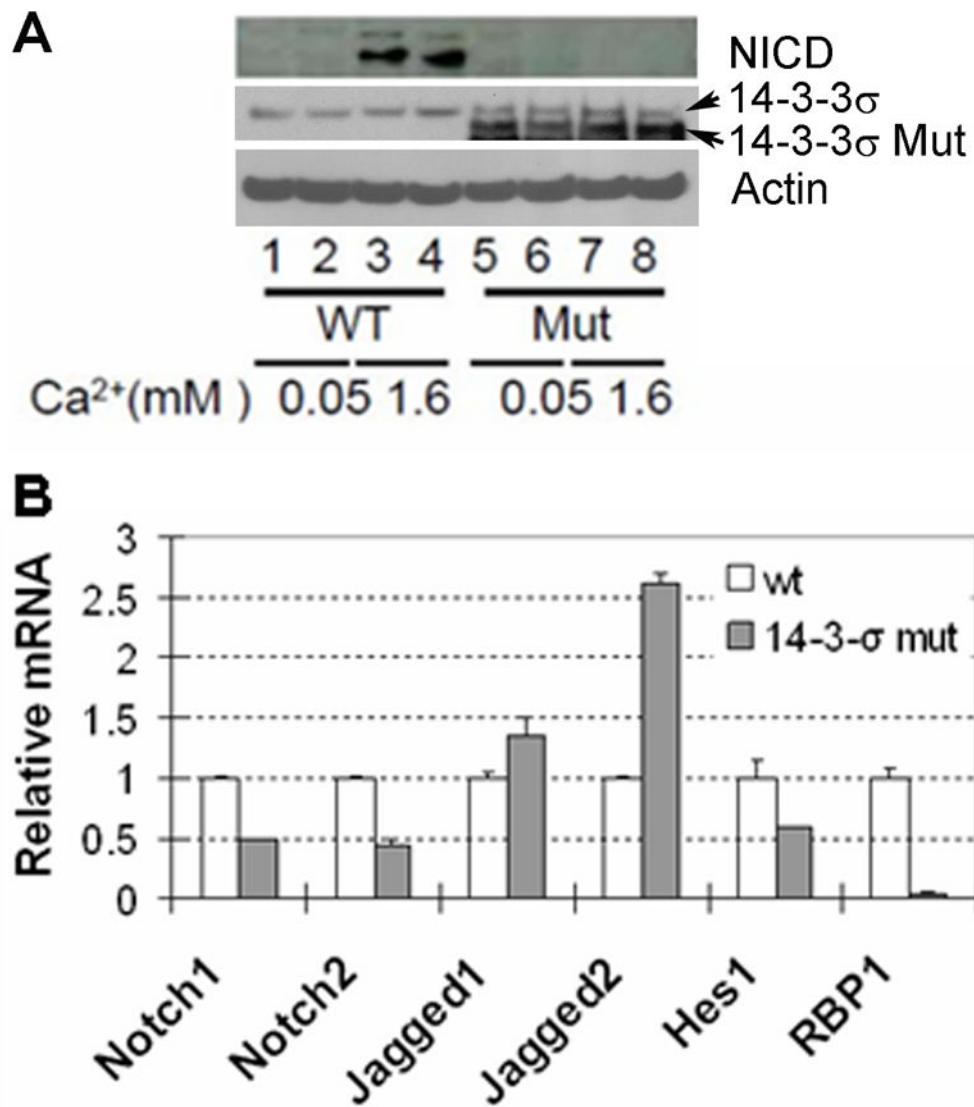 A
NICD
14-3-3σ
14-3-3σ Mut
Actin
1 2 3 4 5 6 7 8
WT Mut
Ca²⁺(mM ) 0.05 1.6 0.05 1.6
B
Relative mRNA
3
2.5
2
1.5
1
0.5
0
wt
14-3-σ mut
Notch1
Notch2
Jagged1
Jagged2
Hes1
RBP1